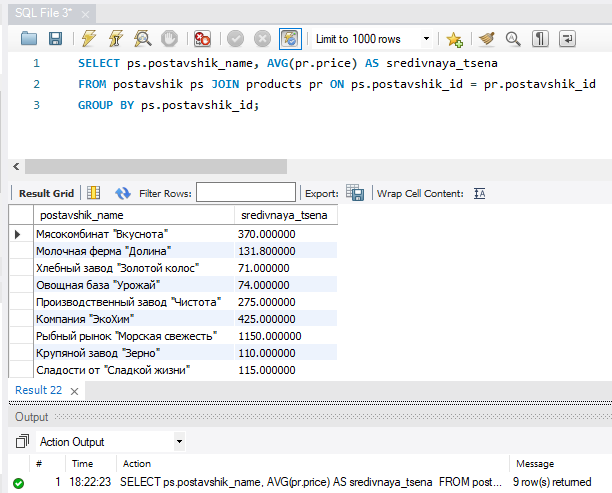 SQL File 3*
Limit to 1000 rows
1 SELECT ps.postavshik_name, AVG(pr.price) AS sredivnaya_tsena
2 FROM postavshik ps JOIN products pr ON ps.postavshik_id = pr.postavshik_id
3 GROUP BY ps.postavshik_id;
Result Grid Filter Rows: Export: Wrap Cell Content:
postavshik_name sredivnaya_tsena
Мясокомбинат "Вкуснота" 370.000000
Молочная ферма "Долина" 131.800000
Хлебный завод "Золотой колос" 71.000000
Овощная база "Урожай" 74.000000
Производственный завод "Чистота" 275.000000
Компания "ЭкоХим" 425.000000
Рыбный рынок "Морская свежесть" 1150.000000
Крупяной завод "Зерно" 110.000000
Сладости от "Сладкой жизни" 115.000000
Result 22
Output
Action Output
# Time Action Message
1 18:22:23 SELECT ps.postavshik_name, AVG(pr.price) AS sredivnaya_tsena FROM post... 9 row(s) returned